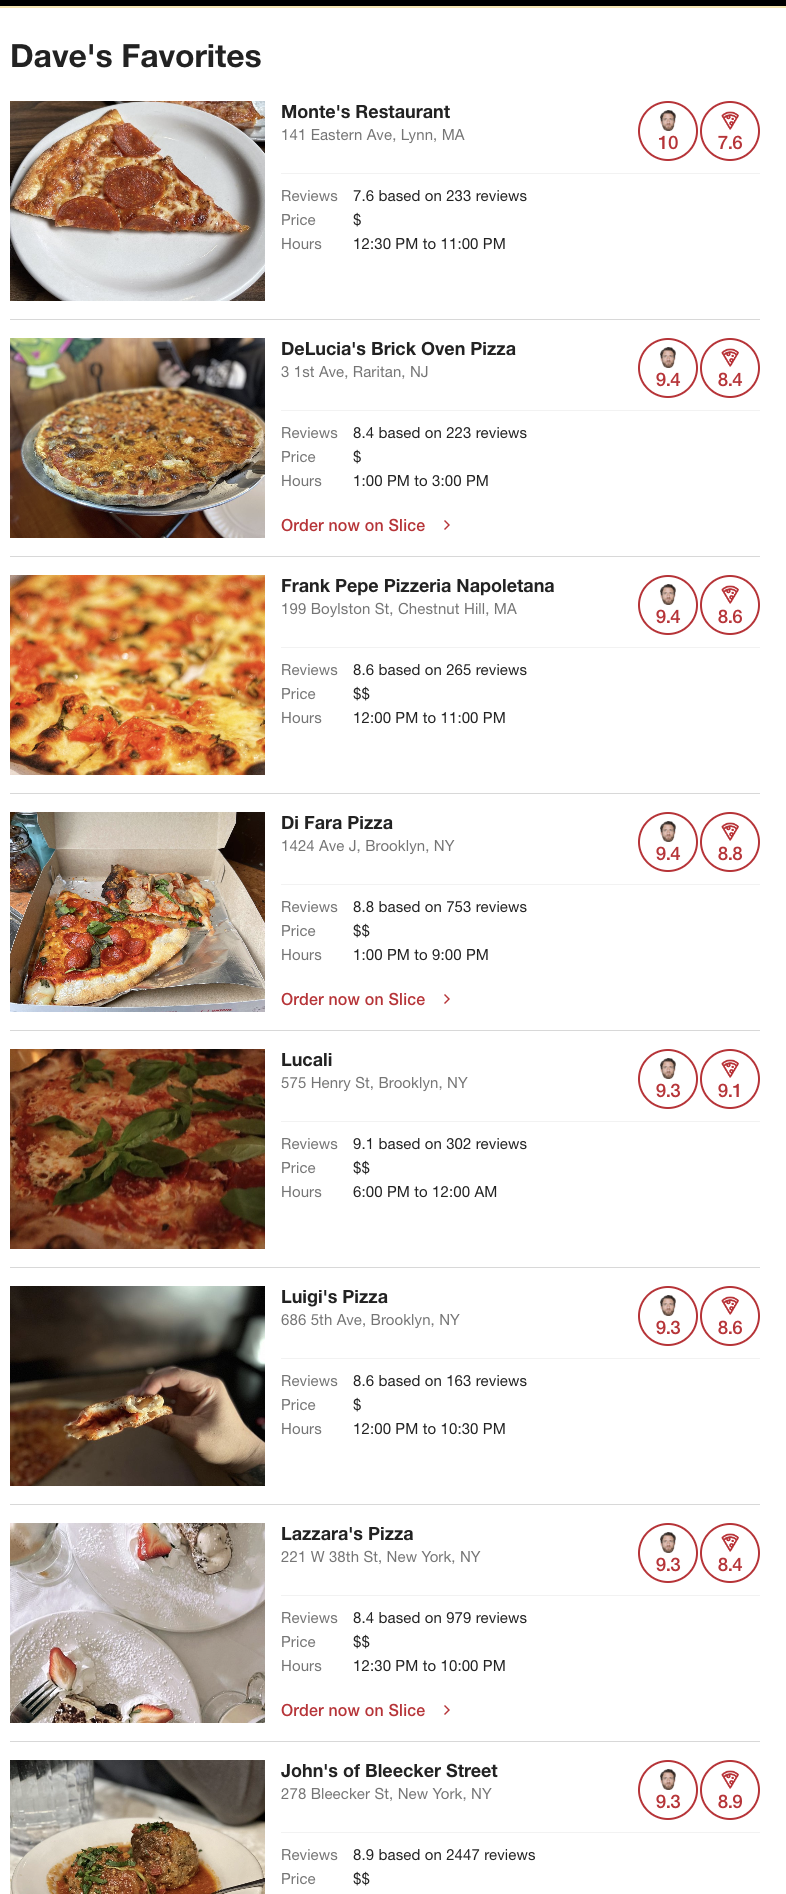 Dave's Favorites
Monte's Restaurant
141 Eastern Ave, Lynn, MA
10 7.6
Reviews 7.6 based on 233 reviews
Price $
Hours 12:30 PM to 11:00 PM
DeLucia's Brick Oven Pizza
3 1st Ave, Raritan, NJ
9.4 8.4
Reviews 8.4 based on 223 reviews
Price $
Hours 1:00 PM to 3:00 PM
Order now on Slice
Frank Pepe Pizzeria Napoletana
199 Boylston St, Chestnut Hill, MA
9.4 8.6
Reviews 8.6 based on 265 reviews
Price $$
Hours 12:00 PM to 11:00 PM
Di Fara Pizza
1424 Ave J, Brooklyn, NY
9.4 8.8
Reviews 8.8 based on 753 reviews
Price $$
Hours 1:00 PM to 9:00 PM
Order now on Slice
Lucali
575 Henry St, Brooklyn, NY
9.3 9.1
Reviews 9.1 based on 302 reviews
Price $$
Hours 6:00 PM to 12:00 AM
Luigi's Pizza
686 5th Ave, Brooklyn, NY
9.3 8.6
Reviews 8.6 based on 163 reviews
Price $
Hours 12:00 PM to 10:30 PM
Lazzara's Pizza
221 W 38th St, New York, NY
9.3 8.4
Reviews 8.4 based on 979 reviews
Price $$
Hours 12:30 PM to 10:00 PM
Order now on Slice
John's of Bleecker Street
278 Bleecker St, New York, NY
9.3 8.9
Reviews 8.9 based on 2447 reviews
Price $$